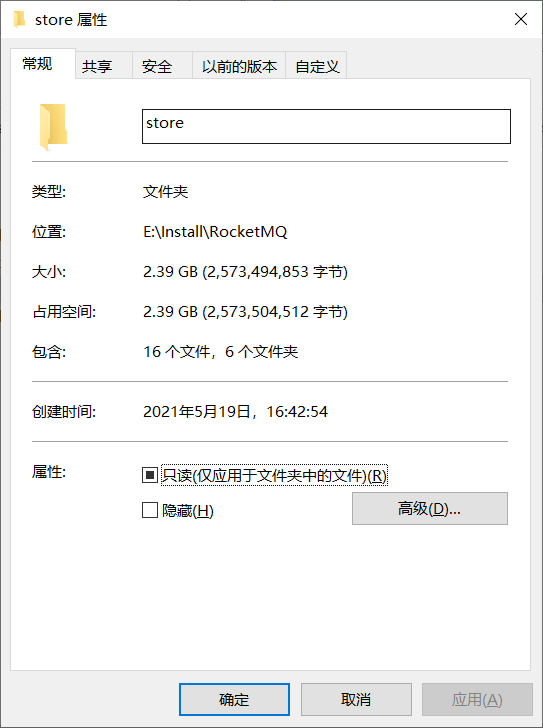 store 属性
常规 共享 安全 以前的版本 自定义
store
类型: 文件夹
位置: E:\Install\RocketMQ
大小: 2.39 GB (2,573,494,853 字节)
占用空间: 2.39 GB (2,573,504,512 字节)
包含: 16 个文件，6 个文件夹
创建时间: 2021年5月19日，16:42:54
属性: 只读(仅应用于文件夹中的文件)(R)
隐藏(H) 高级(D)...
确定 取消 应用(A)